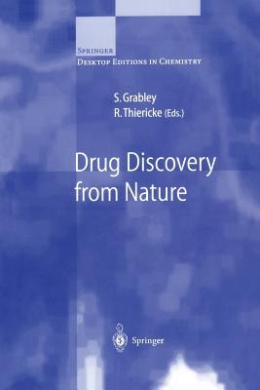 SPRINGER
DESKTOP EDITIONS IN CHEMISTRY
S. Grabley
R. Thiericke (Eds.)
Drug Discovery
from Nature
Springer